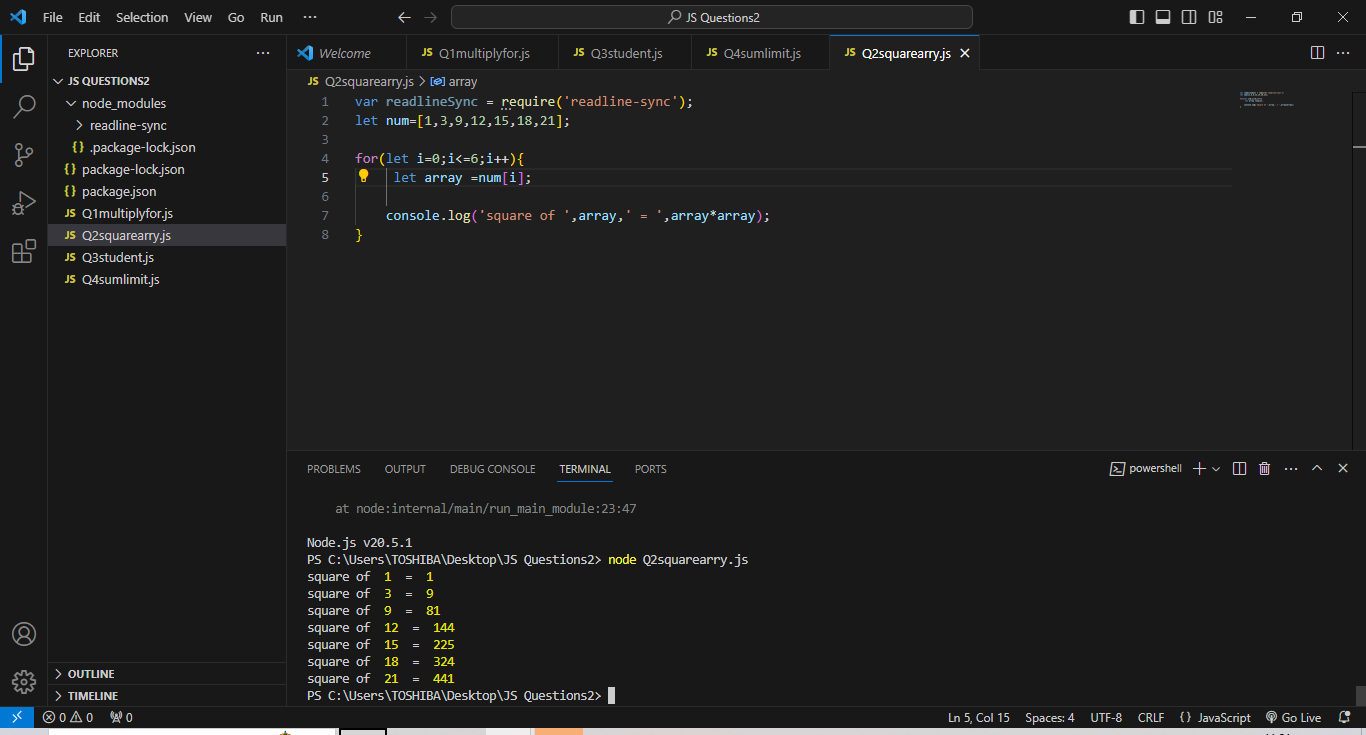 File Edit Selection View Go Run ··· JS Questions2
EXPLORER ···
JS QUESTIONS2
node_modules
readline-sync
{} .package-lock.json
{} package-lock.json
{} package.json
JS Q1multiplyfor.js
JS Q2squarearry.js
JS Q3student.js
JS Q4sumlimit.js
OUTLINE
TIMELINE
Welcome JS Q1multiplyfor.js JS Q3student.js JS Q4sumlimit.js JS Q2squarearry.js
JS Q2squarearry.js > array
1 var readlineSync = require('readline-sync');
2 let num=[1,3,9,12,15,18,21];
3
4 for(let i=0;i<=6;i++){
5 let array =num[i];
6
7 console.log('square of ',array,' = ',array*array);
8 }
PROBLEMS OUTPUT DEBUG CONSOLE TERMINAL PORTS powershell
at node:internal/main/run_main_module:23:47
Node.js v20.5.1
PS C:\Users\TOSHIBA\Desktop\JS Questions2> node Q2squarearry.js
square of  1  =  1
square of  3  =  9
square of  9  =  81
square of  12  =  144
square of  15  =  225
square of  18  =  324
square of  21  =  441
PS C:\Users\TOSHIBA\Desktop\JS Questions2>
0 0 0 Ln 5, Col 15 Spaces: 4 UTF-8 CRLF {} JavaScript Go Live